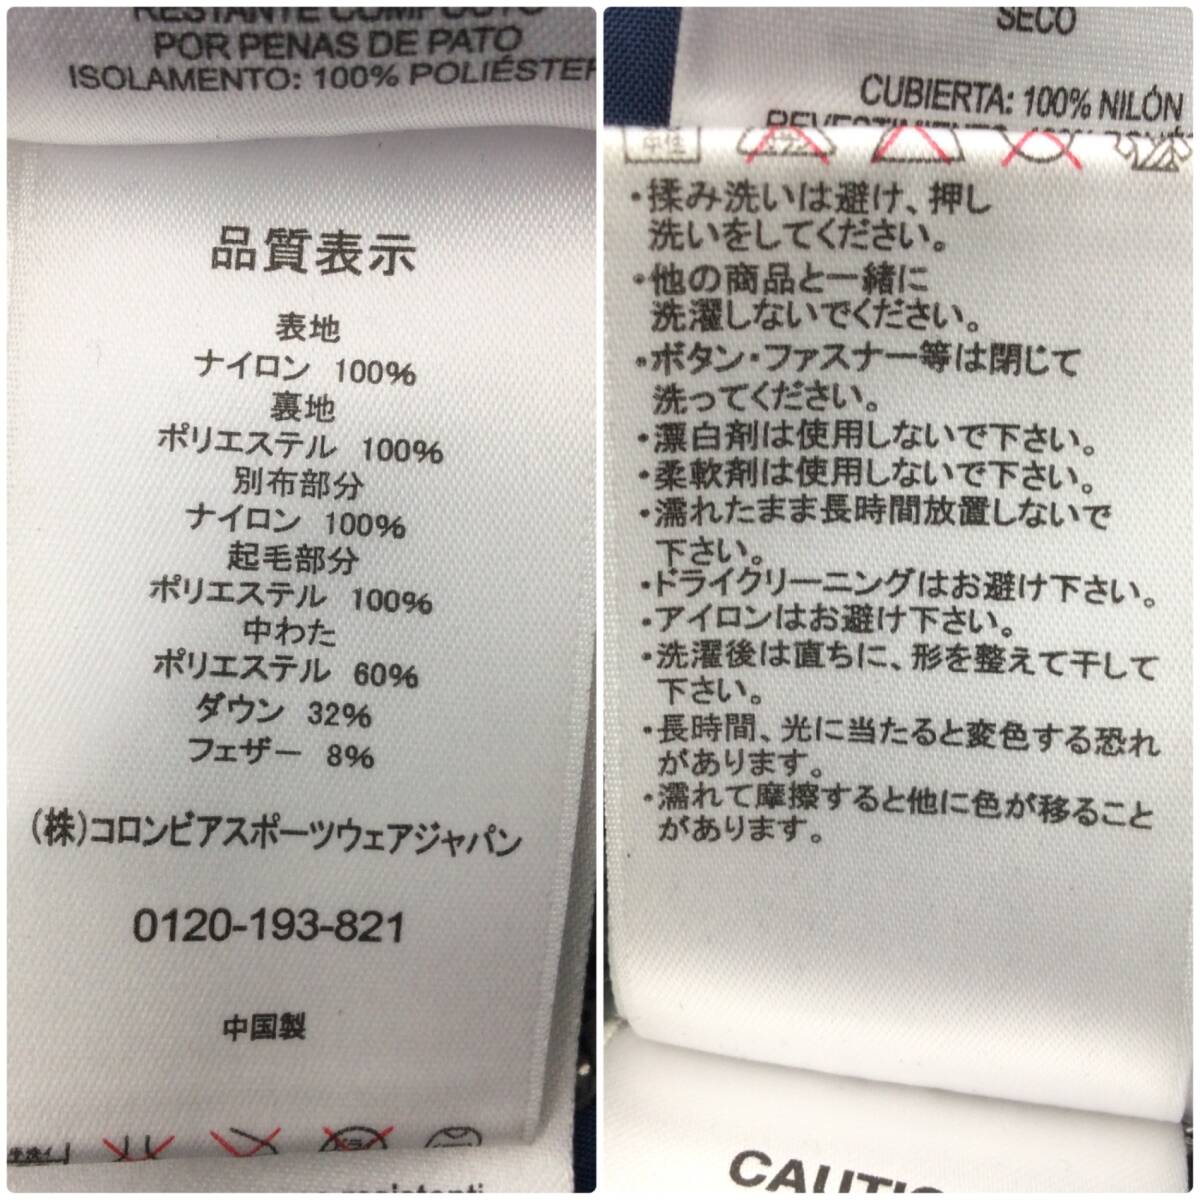 RESTANTE COMPOSTO
POR PENAS DE PATO
ISOLAMENTO: 100% POLIÉSTER
品質表示
表地
ナイロン 100%
裏地
ポリエステル 100%
別布部分
ナイロン 100%
起毛部分
ポリエステル 100%
中わた
ポリエステル 60%
ダウン 32%
フェザー 8%
(株)コロンビアスポーツウェアジャパン
0120-193-821
中国製
SECO
CUBIERTA: 100% NILÓN
・揉み洗いは避け、押し
洗いをしてください。
・他の商品と一緒に
洗濯しないでください。
・ボタン・ファスナー等は閉じて
洗ってください。
・漂白剤は使用しないで下さい。
・柔軟剤は使用しないで下さい。
・濡れたまま長時間放置しないで
下さい。
・ドライクリーニングはお避け下さい。
・アイロンはお避け下さい。
・洗濯後は直ちに、形を整えて干して
下さい。
・長時間、光に当たると変色する恐れ
があります。
・濡れて摩擦すると他に色が移ること
があります。